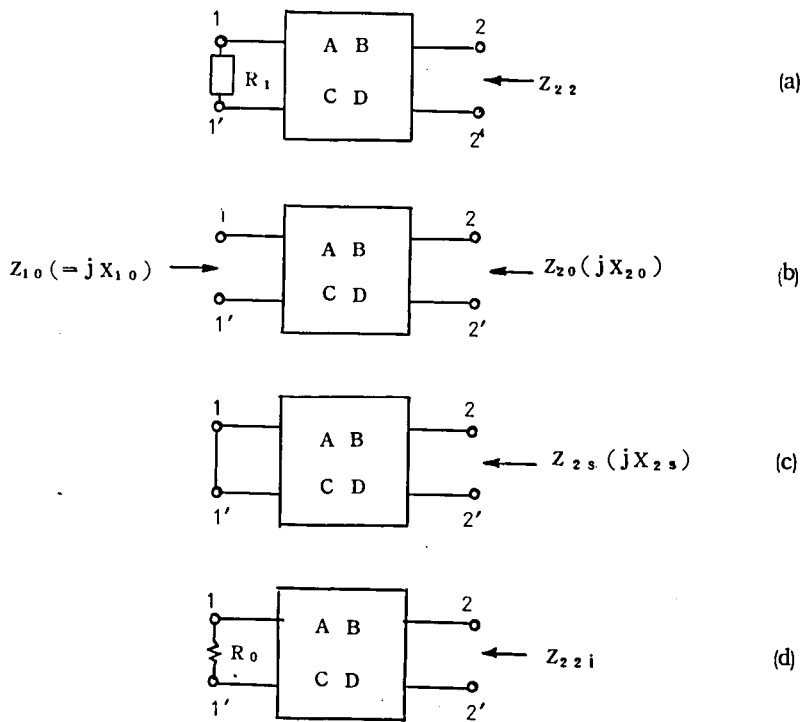 1
2
A B
R₁
Z₂₂
(a)
C D
1′
2′
1
2
A B
Z₁₀(=jX₁₀)
Z₂₀(jX₂₀)
(b)
C D
1′
2′
1
2
A B
Z₂ₛ(jX₂ₛ)
(c)
C D
1′
2′
1
2
A B
R₀
Z₂₂ᵢ
(d)
C D
1′
2′